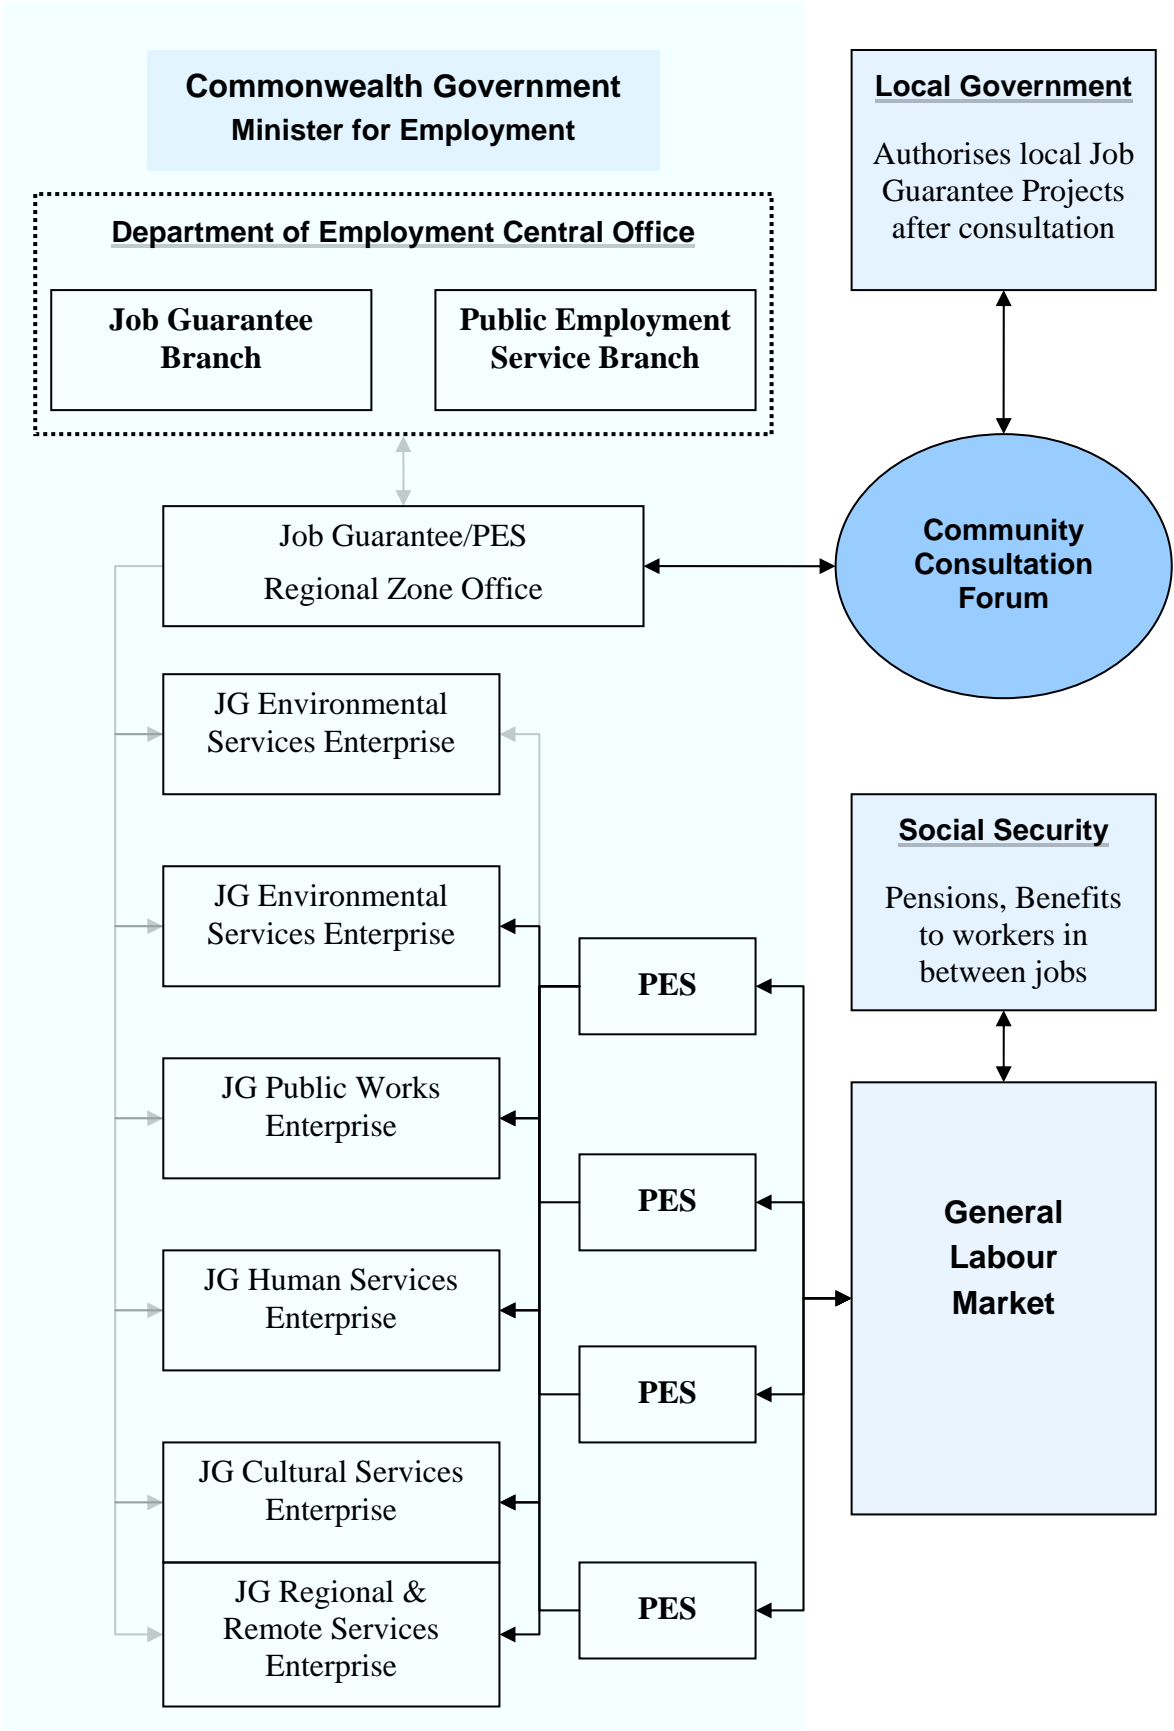 Commonwealth Government
Minister for Employment
Local Government
Authorises local Job
Guarantee Projects
after consultation
Department of Employment Central Office
Job Guarantee
Branch
Public Employment
Service Branch
Job Guarantee/PES
Regional Zone Office
Community
Consultation
Forum
JG Environmental
Services Enterprise
Social Security
Pensions, Benefits
to workers in
between jobs
JG Environmental
Services Enterprise
PES
JG Public Works
Enterprise
PES
General
Labour
Market
JG Human Services
Enterprise
PES
JG Cultural Services
Enterprise
PES
JG Regional &
Remote Services
Enterprise